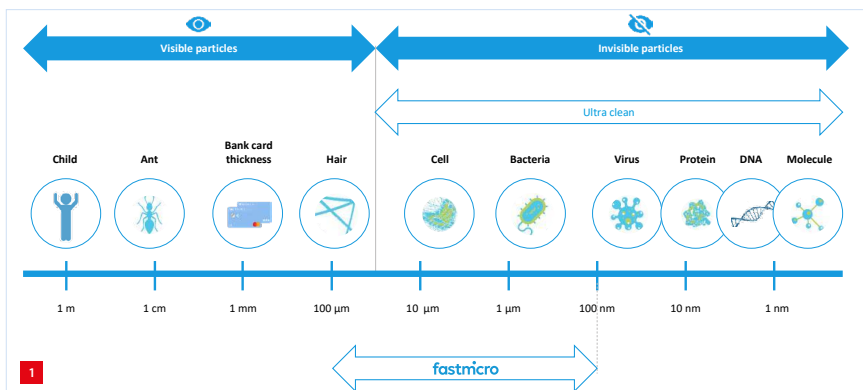 Visible particles
Invisible particles
Ultra clean
Child
Ant
Bank card
thickness
Hair
Cell
Bacteria
Virus
Protein
DNA
Molecule
1 m
1 cm
1 mm
100 µm
10 µm
1 µm
100 nm
10 nm
1 nm
fastmicro
1